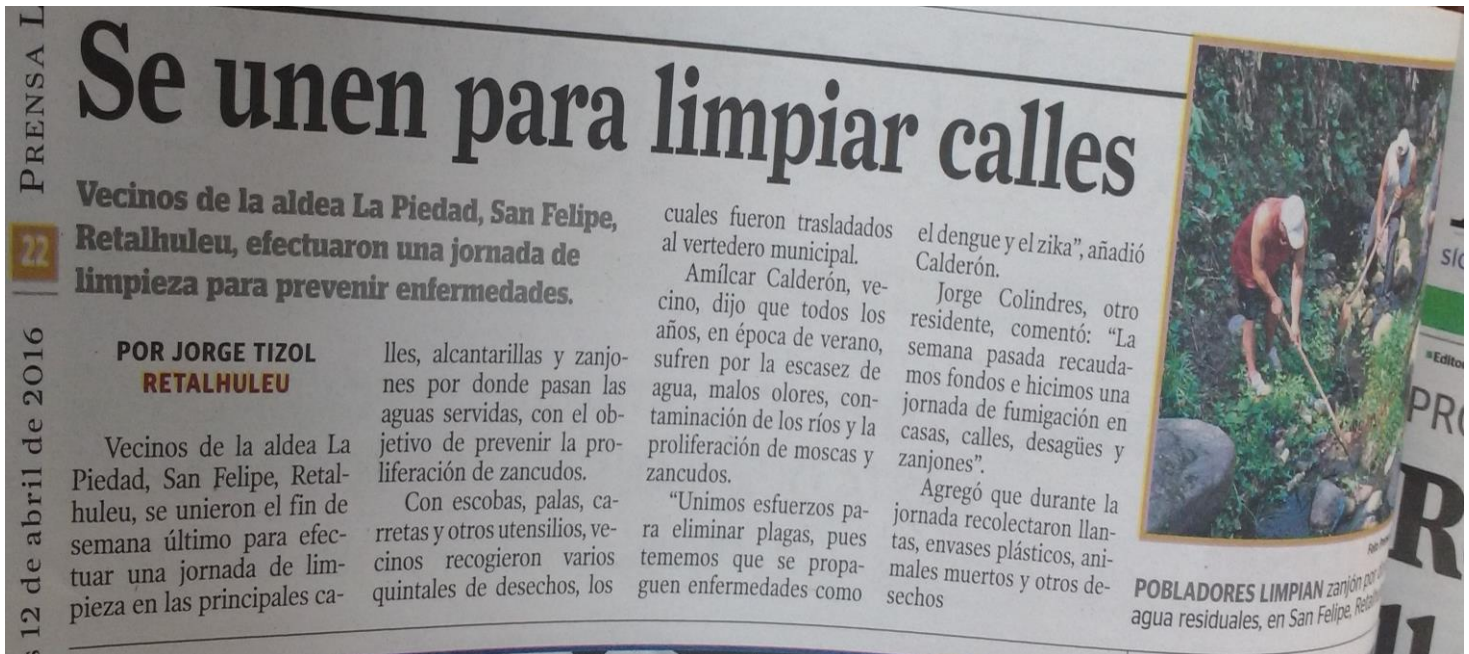 PRENSA L
22
12 de abril de 2016
Se unen para limpiar calles
Vecinos de la aldea La Piedad, San Felipe,
Retalhuleu, efectuaron una jornada de
limpieza para prevenir enfermedades.
POR JORGE TIZOL
RETALHULEU
Vecinos de la aldea La
Piedad, San Felipe, Retal-
huleu, se unieron el fin de
semana último para efec-
tuar una jornada de lim-
pieza en las principales ca-
lles, alcantarillas y zanjo-
nes por donde pasan las
aguas servidas, con el ob-
jetivo de prevenir la pro-
liferación de zancudos.
Con escobas, palas, ca-
rretas y otros utensilios, ve-
cinos recogieron varios
quintales de desechos, los
cuales fueron trasladados
al vertedero municipal.
Amílcar Calderón, ve-
cino, dijo que todos los
años, en época de verano,
sufren por la escasez de
agua, malos olores, con-
taminación de los ríos y la
proliferación de moscas y
zancudos.
"Unimos esfuerzos pa-
ra eliminar plagas, pues
tememos que se propa-
guen enfermedades como
el dengue y el zika", añadió
Calderón.
Jorge Colindres, otro
residente, comentó: "La
semana pasada recauda-
mos fondos e hicimos una
jornada de fumigación en
casas, calles, desagües y
zanjones".
Agregó que durante la
jornada recolectaron llan-
tas, envases plásticos, ani-
males muertos y otros de-
sechos
POBLADORES LIMPIAN zanjón por
agua residuales, en San Felipe,
PRO
R